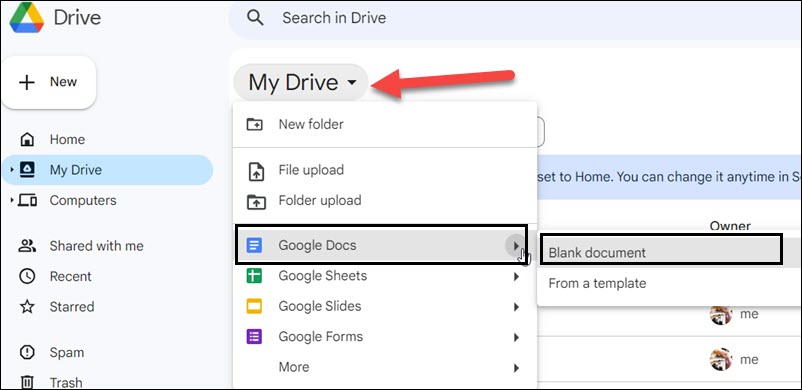 Drive
Search in Drive
New
My Drive
New folder
Home
File upload
My Drive
set to Home. You can change it anytime in Se
Folder upload
Computers
Owner
Google Docs
Shared with me
Blank document
Google Sheets
Recent
From a template
Google Slides
Starred
me
Google Forms
Spam
me
More
Trash